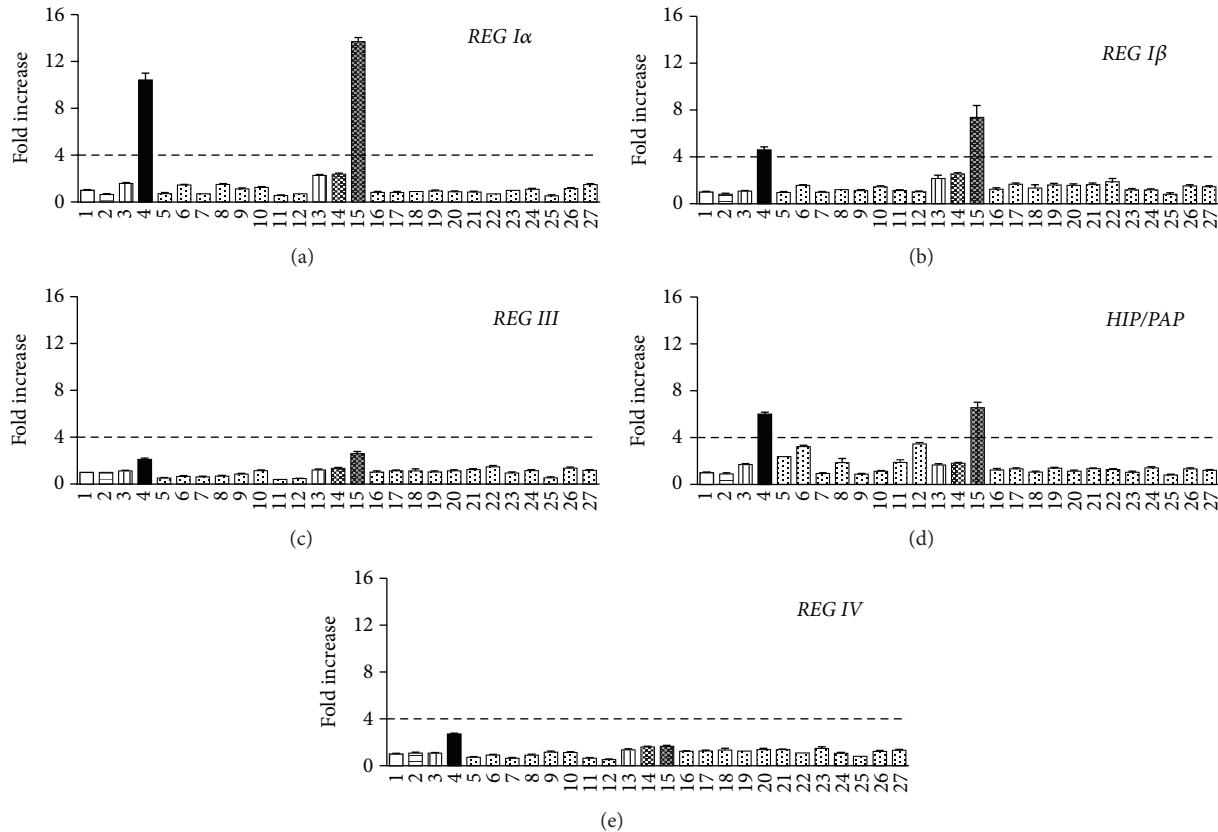 16
12
8
4
0
Fold increase
REG Iα
1 2 3 4 5 6 7 8 9 10 11 12 13 14 15 16 17 18 19 20 21 22 23 24 25 26 27
(a)
16
12
8
4
0
Fold increase
REG Iβ
1 2 3 4 5 6 7 8 9 10 11 12 13 14 15 16 17 18 19 20 21 22 23 24 25 26 27
(b)
16
12
8
4
0
Fold increase
REG III
1 2 3 4 5 6 7 8 9 10 11 12 13 14 15 16 17 18 19 20 21 22 23 24 25 26 27
(c)
16
12
8
4
0
Fold increase
HIP/PAP
1 2 3 4 5 6 7 8 9 10 11 12 13 14 15 16 17 18 19 20 21 22 23 24 25 26 27
(d)
16
12
8
4
0
Fold increase
REG IV
1 2 3 4 5 6 7 8 9 10 11 12 13 14 15 16 17 18 19 20 21 22 23 24 25 26 27
(e)